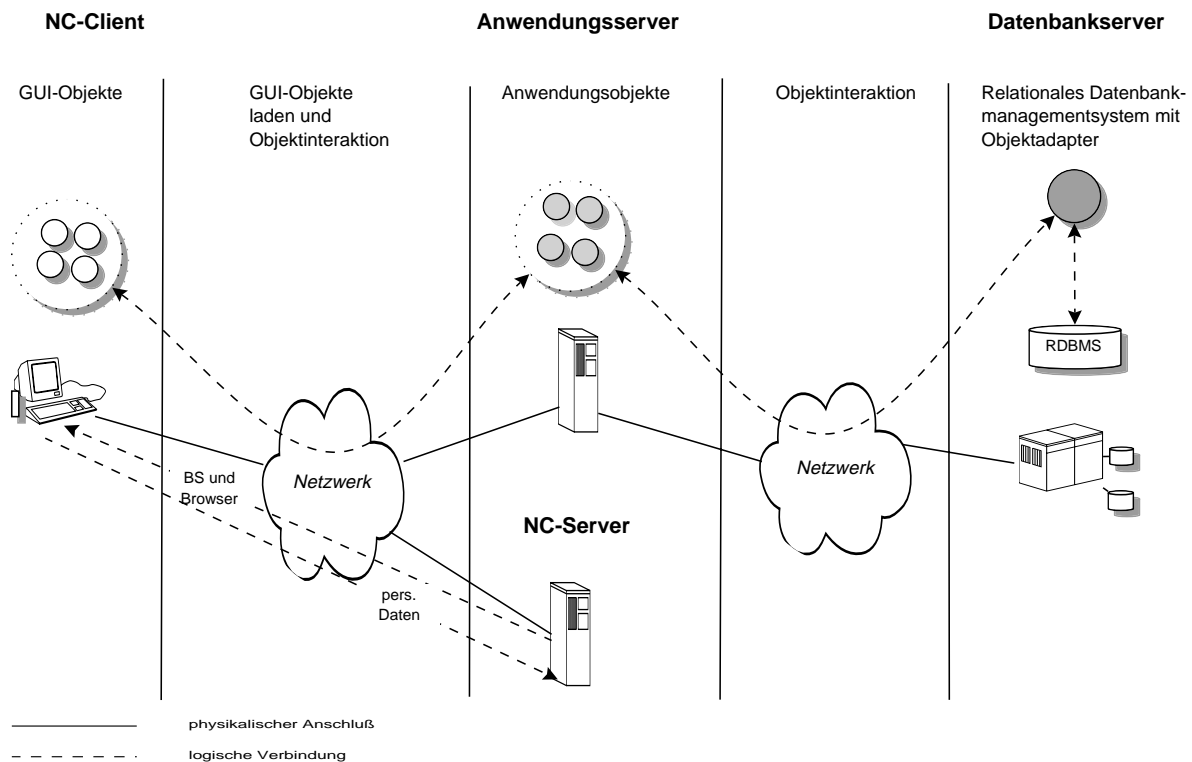 NC-Client
Anwendungsserver
Datenbankserver
GUI-Objekte
GUI-Objekte
laden und
Objektinteraktion
Anwendungsobjekte
Objektinteraktion
Relationales Datenbank-
managementsystem mit
Objektadapter
RDBMS
BS und
Browser
Netzwerk
Netzwerk
NC-Server
pers.
Daten
physikalischer Anschluß
logische Verbindung